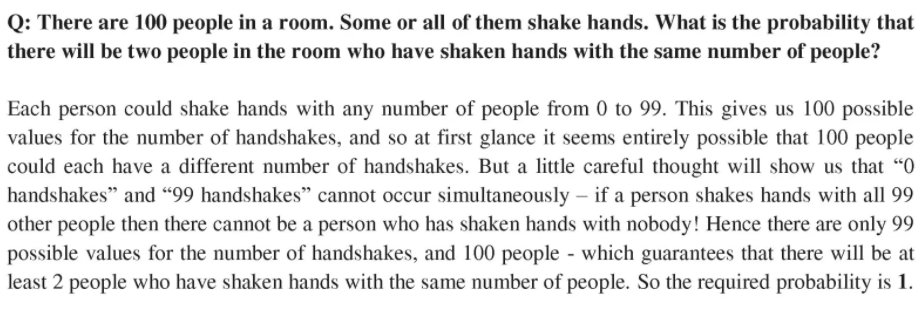 Q: There are 100 people in a room. Some or all of them shake hands. What is the probability that
there will be two people in the room who have shaken hands with the same number of people?
Each person could shake hands with any number of people from 0 to 99. This gives us 100 possible
values for the number of handshakes, and so at first glance it seems entirely possible that 100 people
could each have a different number of handshakes. But a little careful thought will show us that “0
handshakes” and “99 handshakes” cannot occur simultaneously – if a person shakes hands with all 99
other people then there cannot be a person who has shaken hands with nobody! Hence there are only 99
possible values for the number of handshakes, and 100 people - which guarantees that there will be at
least 2 people who have shaken hands with the same number of people. So the required probability is 1.